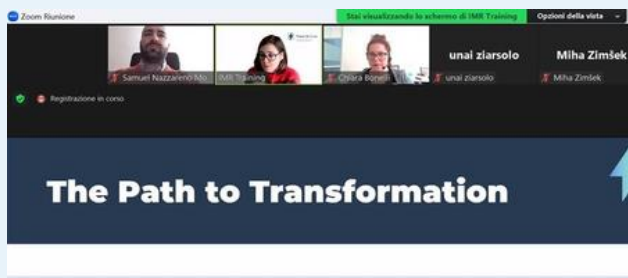 Zoom Riunione
Stai visualizzando lo schermo di IMR Training
Opzioni della vista
unai ziarsolo
Miha Zimšek
Samuel Nazzareno Mo
IMR Training
Chiara Bonelli
unai ziarsolo
Miha Zimšek
Registrazione in corso
The Path to Transformation